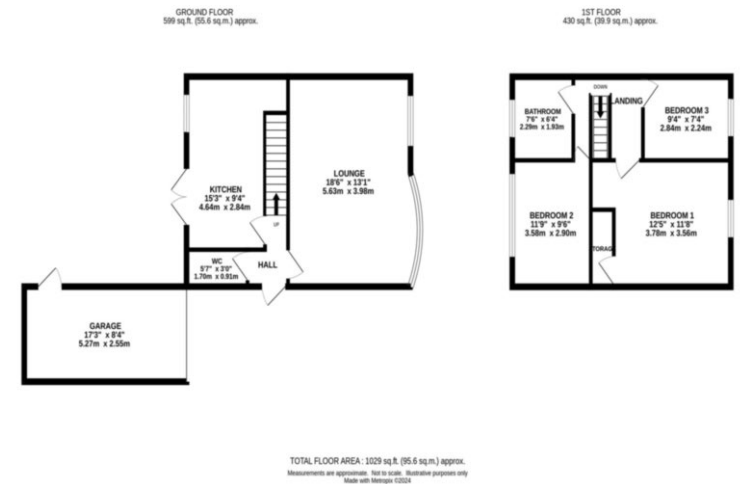 GROUND FLOOR
599 sq.ft. (55.6 sq.m.) approx.
KITCHEN
15'3" x 9'4"
4.64m x 2.84m
UP
LOUNGE
18'6" x 13'1"
5.63m x 3.98m
WC
5'7" x 3'0"
1.70m x 0.91m
HALL
GARAGE
17'3" x 8'4"
5.27m x 2.55m
1ST FLOOR
430 sq.ft. (39.9 sq.m.) approx.
BATHROOM
7'6" x 6'4"
2.29m x 1.93m
DOWN
LANDING
BEDROOM 3
9'4" x 7'4"
2.84m x 2.24m
BEDROOM 2
11'9" x 9'6"
3.58m x 2.90m
TORAG
BEDROOM 1
12'5" x 11'8"
3.78m x 3.56m
TOTAL FLOOR AREA : 1029 sq.ft. (95.6 sq.m.) approx.
Measurements are approximate. Not to scale. Illustrative purposes only
Made with Metropix ©2024